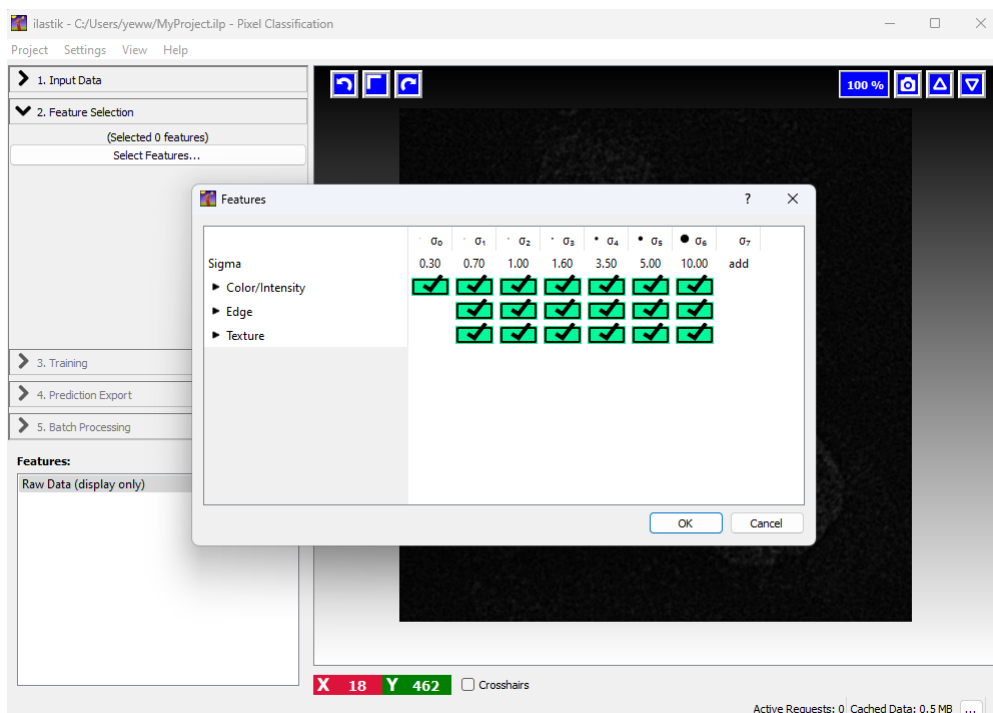 ilastik - C:/Users/yeww/MyProject.ilp - Pixel Classification
Project Settings View Help
1. Input Data
100 %
2. Feature Selection
(Selected 0 features)
Select Features...
Features ?
σ₀ σ₁ σ₂ σ₃ σ₄ σ₅ σ₆ σ₇
Sigma 0.30 0.70 1.00 1.60 3.50 5.00 10.00 add
Color/Intensity
Edge
Texture
3. Training
4. Prediction Export
5. Batch Processing
Features:
Raw Data (display only)
OK Cancel
X 18 Y 462 Crosshairs
Active Requests: 0 Cached Data: 0.5 MB ...